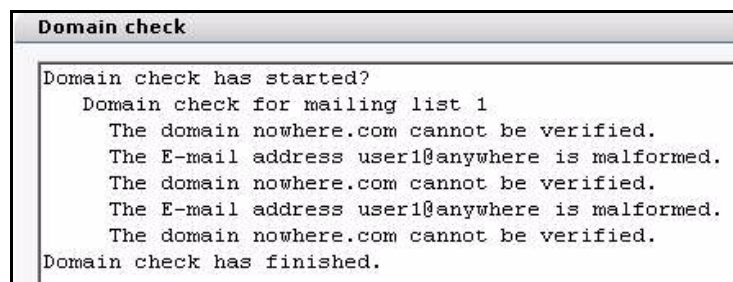 Domain check
Domain check has started?
Domain check for mailing list 1
The domain nowhere.com cannot be verified.
The E-mail address user1@anywhere is malformed.
The domain nowhere.com cannot be verified.
The E-mail address user1@anywhere is malformed.
The domain nowhere.com cannot be verified.
Domain check has finished.